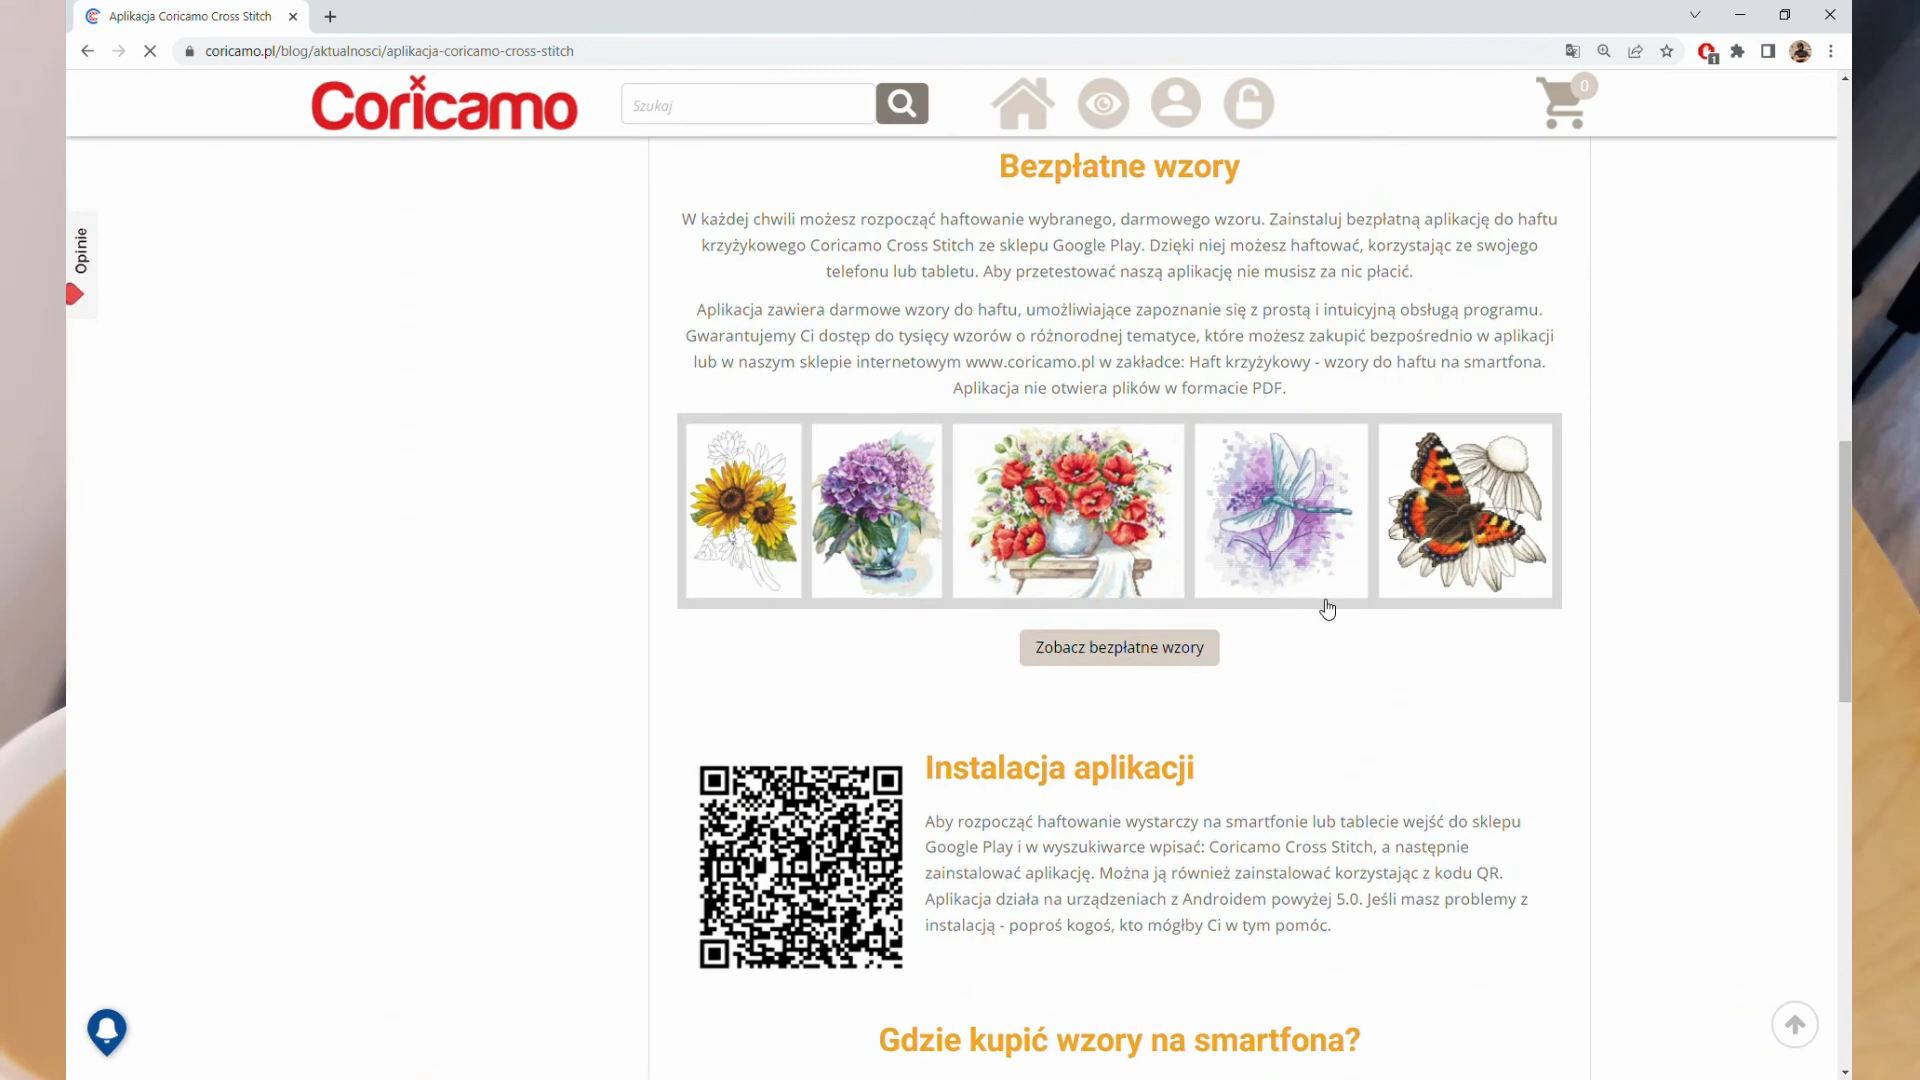 Aplikacja Coricamo Cross Stitch
coricamo.pl/blog/aktualnosci/aplikacja-coricamo-cross-stitch
1
Coricamo
Szukaj
0
Opinie
Bezpłatne wzory
W każdej chwili możesz rozpocząć haftowanie wybranego, darmowego wzoru. Zainstaluj bezpłatną aplikację do haftu
krzyżykowego Coricamo Cross Stitch ze sklepu Google Play. Dzięki niej możesz haftować, korzystając ze swojego
telefonu lub tabletu. Aby przetestować naszą aplikację nie musisz za nic płacić.
Aplikacja zawiera darmowe wzory do haftu, umożliwiające zapoznanie się z prostą i intuicyjną obsługą programu.
Gwarantujemy Ci dostęp do tysięcy wzorów o różnorodnej tematyce, które możesz zakupić bezpośrednio w aplikacji
lub w naszym sklepie internetowym www.coricamo.pl w zakładce: Haft krzyżykowy - wzory do haftu na smartfona.
Aplikacja nie otwiera plików w formacie PDF.
Zobacz bezpłatne wzory
Instalacja aplikacji
Aby rozpocząć haftowanie wystarczy na smartfonie lub tablecie wejść do sklepu
Google Play i w wyszukiwarce wpisać: Coricamo Cross Stitch, a następnie
zainstalować aplikację. Można ją również zainstalować korzystając z kodu QR.
Aplikacja działa na urządzeniach z Androidem powyżej 5.0. Jeśli masz problemy z
instalacją - poproś kogoś, kto mógłby Ci w tym pomóc.
Gdzie kupić wzory na smartfona?